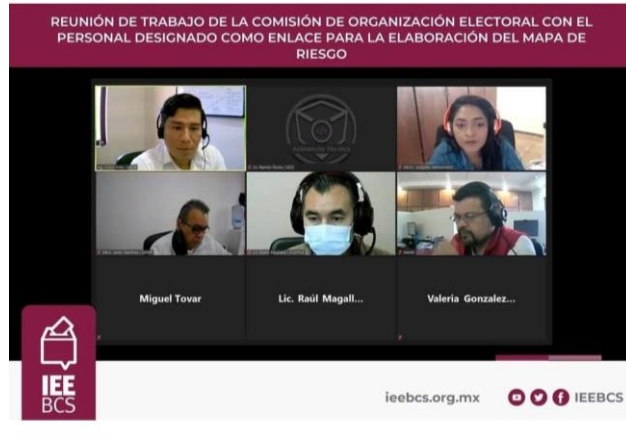 REUNIÓN DE TRABAJO DE LA COMISIÓN DE ORGANIZACIÓN ELECTORAL CON EL
PERSONAL DESIGNADO COMO ENLACE PARA LA ELABORACIÓN DEL MAPA DE
RIESGO
Miguel Tovar
Lic. Raúl Magall...
Valeria Gonzalez...
IEE
BCS
ieebcs.org.mx
IEEBCS